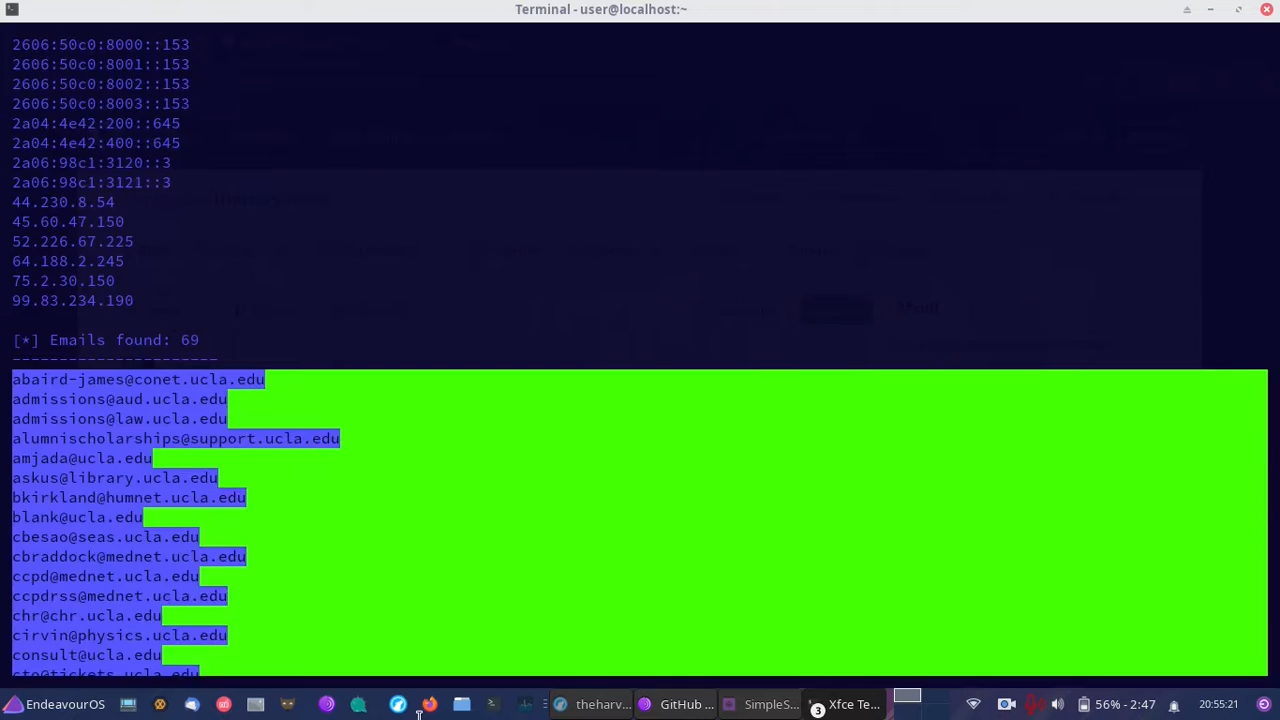 Terminal - user@localhost:~
2606:50c0:8000::153
2606:50c0:8001::153
2606:50c0:8002::153
2606:50c0:8003::153
2a04:4e42:200::645
2a04:4e42:400::645
2a06:98c1:3120::3
2a06:98c1:3121::3
44.230.8.54
45.60.47.150
52.226.67.225
64.188.2.245
75.2.30.150
99.83.234.190
[*] Emails found: 69
----------------------
abaird-james@conet.ucla.edu
admissions@aud.ucla.edu
admissions@law.ucla.edu
alumnischolarships@support.ucla.edu
amjada@ucla.edu
askus@library.ucla.edu
bkirkland@humnet.ucla.edu
blank@ucla.edu
cbesao@seas.ucla.edu
cbraddock@mednet.ucla.edu
ccpd@mednet.ucla.edu
ccpdrss@mednet.ucla.edu
chr@chr.ucla.edu
cirvin@physics.ucla.edu
consult@ucla.edu
cto@tickets.ucla.edu
EndeavourOS theharv... GitHub ... SimpleS... 3 Xfce Te... 56% - 2:47 20:55:21